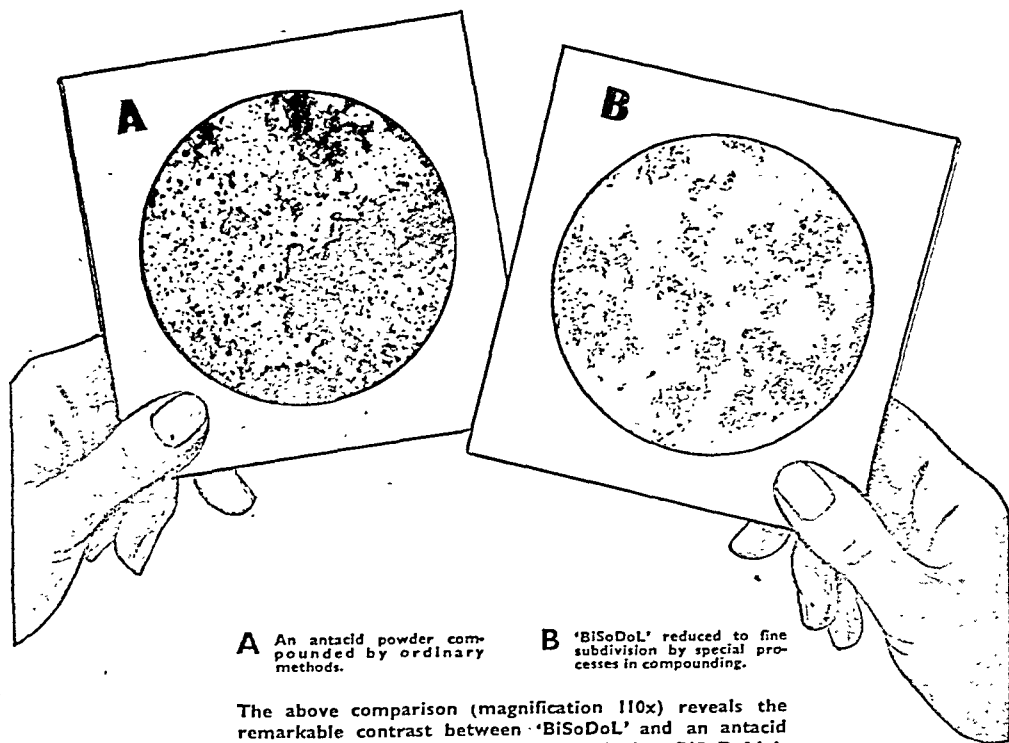 A
B
A An antacid powder com-
pounded by ordinary
methods.
B 'BiSoDoL' reduced to fine
subdivision by special pro-
cesses in compounding.
The above comparison (magnification 110x) reveals the
remarkable contrast between 'BiSoDoL' and an antacid